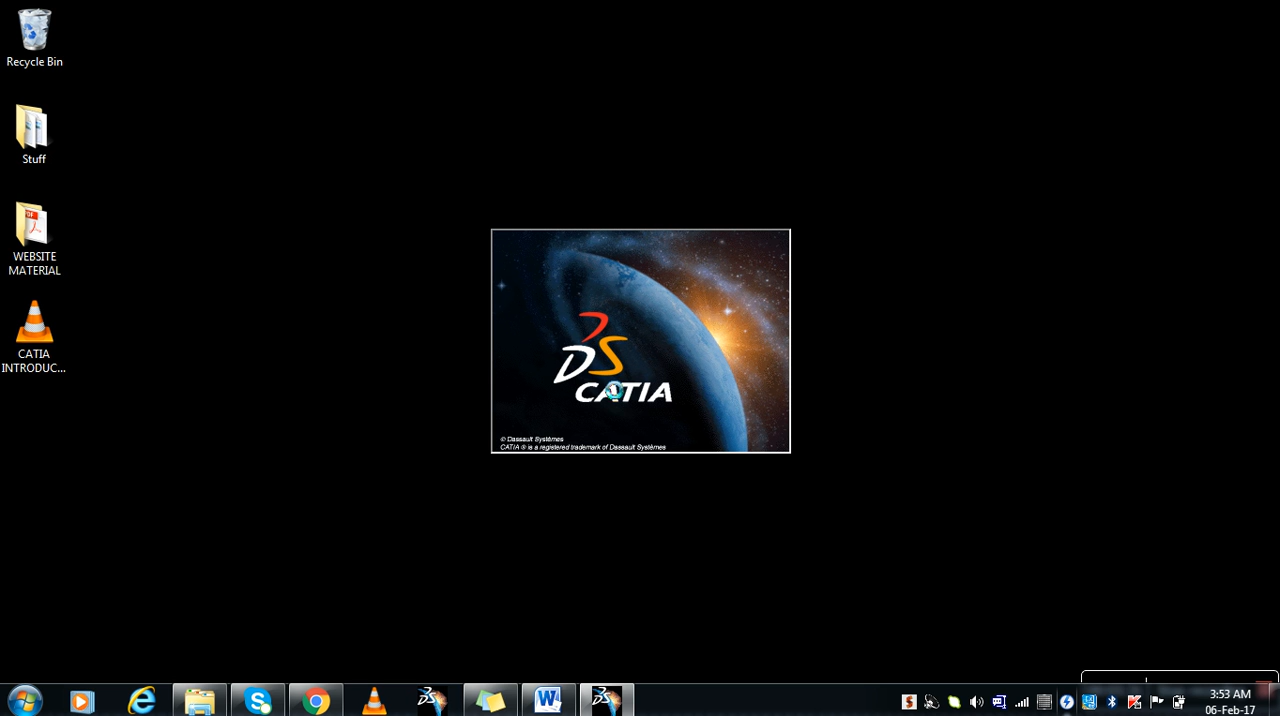 Recycle Bin
Stuff
WEBSITE
MATERIAL
CATIA
INTRODUC...
DS
CATIA
© Dassault Systèmes
CATIA ® is a registered trademark of Dassault Systèmes
3:53 AM
06-Feb-17